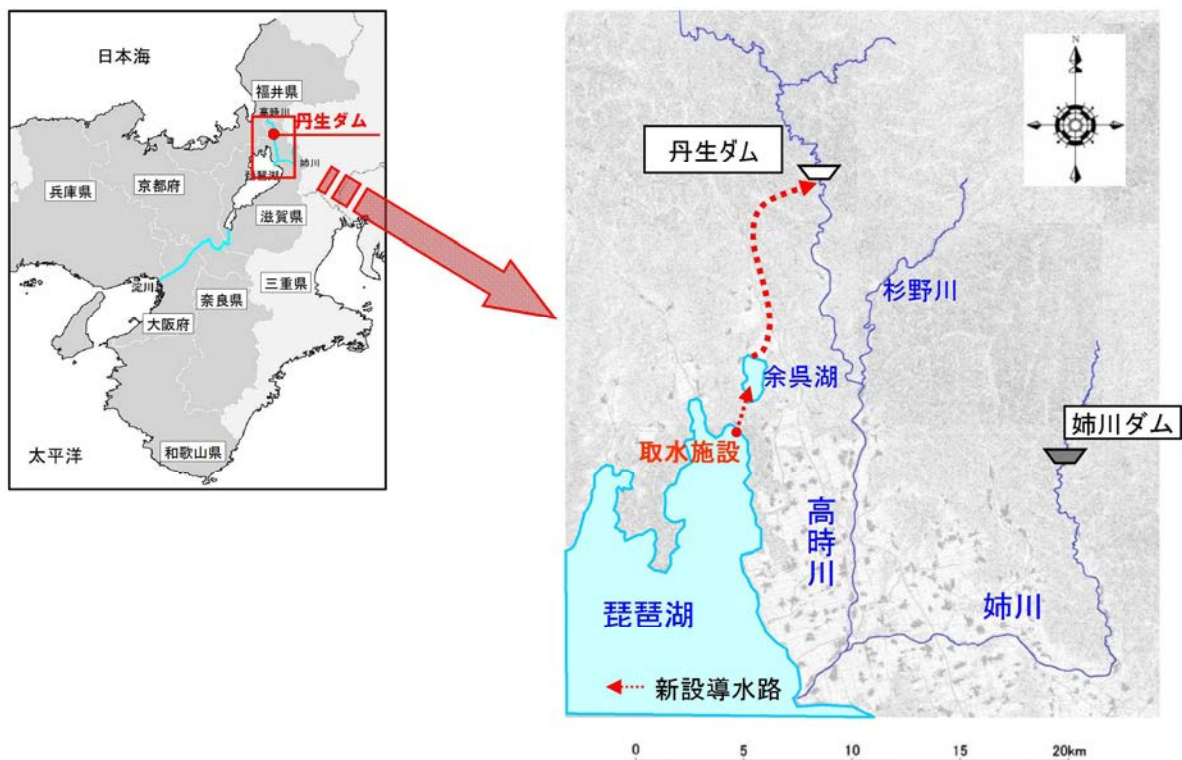 日本海
福井県
高時川
丹生ダム
姉川
琵琶湖
兵庫県
京都府
滋賀県
三重県
淀川
奈良県
大阪府
和歌山県
太平洋
N
丹生ダム
杉野川
余呉湖
姉川ダム
取水施設
高時川
姉川
琵琶湖
新設導水路
0 5 10 15 20km